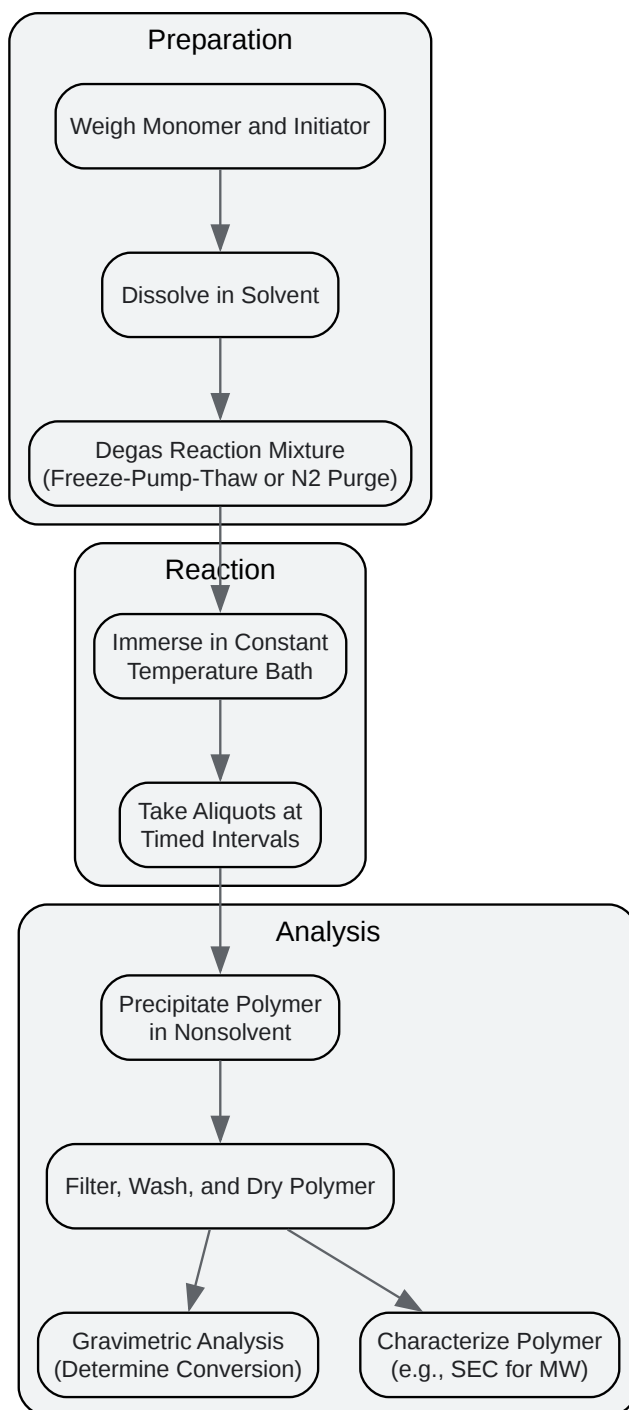 Preparation
Weigh Monomer and Initiator
Dissolve in Solvent
Degas Reaction Mixture
(Freeze-Pump-Thaw or N2 Purge)
Reaction
Immerse in Constant
Temperature Bath
Take Aliquots at
Timed Intervals
Analysis
Precipitate Polymer
in Nonsolvent
Filter, Wash, and Dry Polymer
Gravimetric Analysis
(Determine Conversion)
Characterize Polymer
(e.g., SEC for MW)